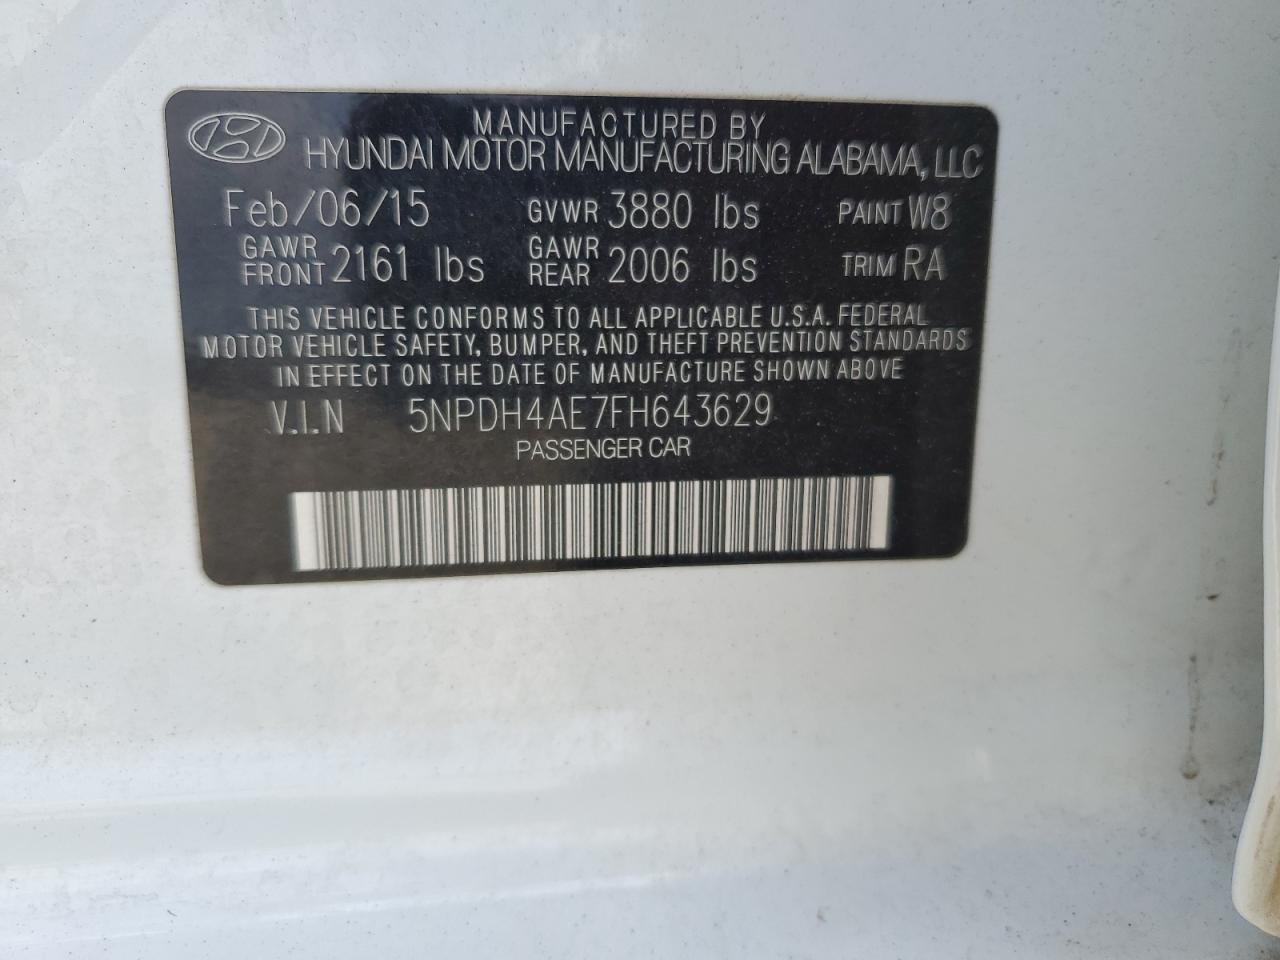 MANUFACTURED BY
HYUNDAI MOTOR MANUFACTURING ALABAMA, LLC
Feb/06/15 GVWR 3880 lbs PAINT W8
GAWR FRONT 2161 lbs GAWR REAR 2006 lbs TRIM RA
THIS VEHICLE CONFORMS TO ALL APPLICABLE U.S.A. FEDERAL
MOTOR VEHICLE SAFETY, BUMPER, AND THEFT PREVENTION STANDARDS
IN EFFECT ON THE DATE OF MANUFACTURE SHOWN ABOVE
V.I.N 5NPDH4AE7FH643629
PASSENGER CAR